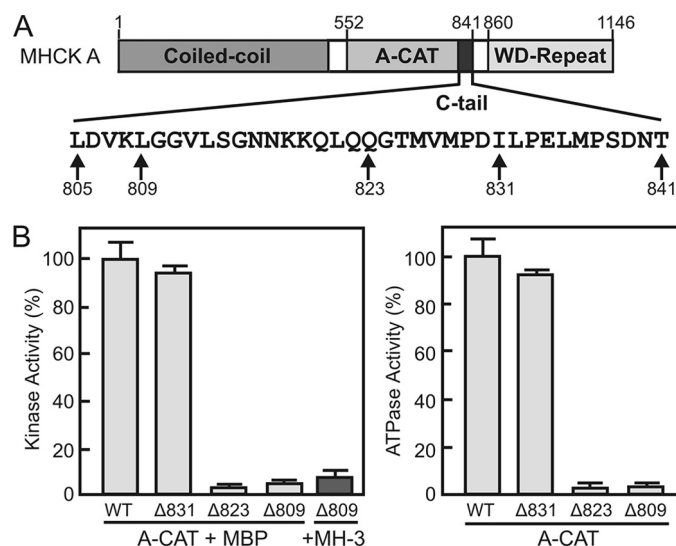 A
1 552 841 860 1146
MHCK A Coiled-coil A-CAT WD-Repeat
C-tail
LDVKLGGVLSGNNKKQLQQGTMVMPDILPELMPSDNT
805 809 823 831 841
B
Kinase Activity (%)
100
80
60
40
20
0
WT Δ831 Δ823 Δ809 Δ809
A-CAT + MBP +MH-3
ATPase Activity (%)
100
80
60
40
20
0
WT Δ831 Δ823 Δ809
A-CAT